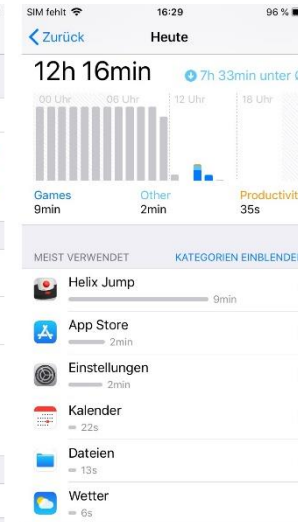 SIM fehlt 16:29 96 %
Zurück Heute
12h 16min 7h 33min unter Ø
00 Uhr 06 Uhr 12 Uhr 18 Uhr
Games Other Productivit
9min 2min 35s
MEIST VERWENDET KATEGORIEN EINBLENDEN
Helix Jump
9min
App Store
2min
Einstellungen
2min
Kalender
22s
Dateien
13s
Wetter
6s